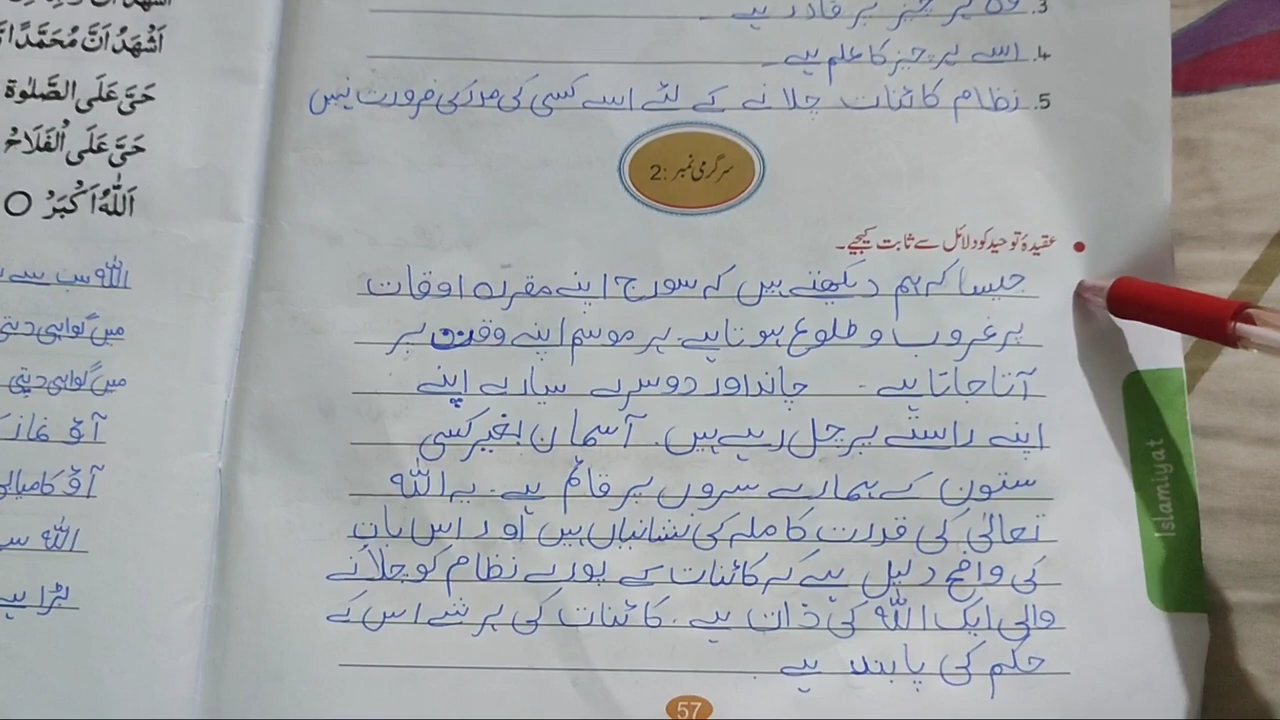 3. وہ ہر چیز پر قادر ہے
4. اسے ہر چیز کا علم ہے
5. نظام کائنات چلانے کے لئے اسے کسی کی مدد کی ضرورت نہیں
سرگرمی نمبر :2
عقیدۂ توحید کو دلائل سے ثابت کیجیے۔
جیسا کہ ہم دیکھتے ہیں کہ سورج اپنے مقررہ اوقات
پر غروب و طلوع ہوتا ہے۔ ہر موسم اپنے وقت پر
آتا جاتا ہے۔ چاند اور دوسرے سیارے اپنے
اپنے راستے پر چل رہے ہیں۔ آسمان بغیر کسی
ستون کے ہمارے سروں پر قائم ہے۔ یہ اللہ
تعالیٰ کی قدرت کاملہ کی نشانیاں ہیں اور اس بات
کی واضح دلیل ہے کہ کائنات کے پورے نظام کو چلانے
والی ایک اللہ کی ذات ہے۔ کائنات کی ہر شے اس کے
حکم کی پابند ہے
57
Islamiyat
اَشْهَدُ اَنَّ مُحَمَّدًا
حَیَّ عَلَی الصَّلٰوة
حَیَّ عَلَی الْفَلَاحُ
اَللّٰهُ اَكْبَرُ
اللہ سب سے
میں گواہی دیتی
میں گواہی دیتی
آؤ نماز
آؤ کامیابی
اللہ سے
بڑا ہے